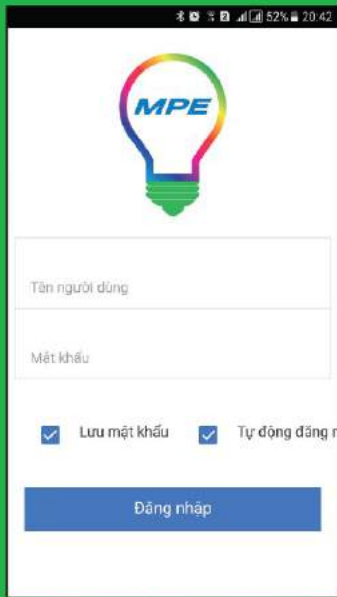 52% 20:42
MPE
Tên người dùng
Mật khẩu
Lưu mật khẩu Tự động đăng n
Đăng nhập